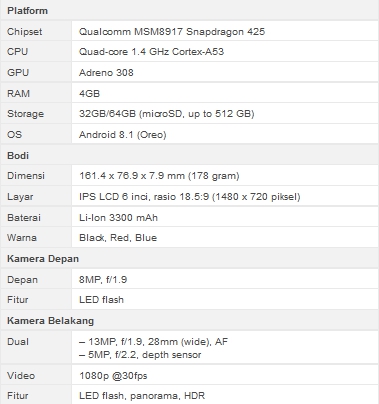 Platform
Chipset Qualcomm MSM8917 Snapdragon 425
CPU Quad-core 1.4 GHz Cortex-A53
GPU Adreno 308
RAM 4GB
Storage 32GB/64GB (microSD, up to 512 GB)
OS Android 8.1 (Oreo)
Bodi
Dimensi 161.4 x 76.9 x 7.9 mm (178 gram)
Layar IPS LCD 6 inci, rasio 18.5:9 (1480 x 720 piksel)
Baterai Li-Ion 3300 mAh
Warna Black, Red, Blue
Kamera Depan
Depan 8MP, f/1.9
Fitur LED flash
Kamera Belakang
Dual – 13MP, f/1.9, 28mm (wide), AF
– 5MP, f/2.2, depth sensor
Video 1080p @30fps
Fitur LED flash, panorama, HDR